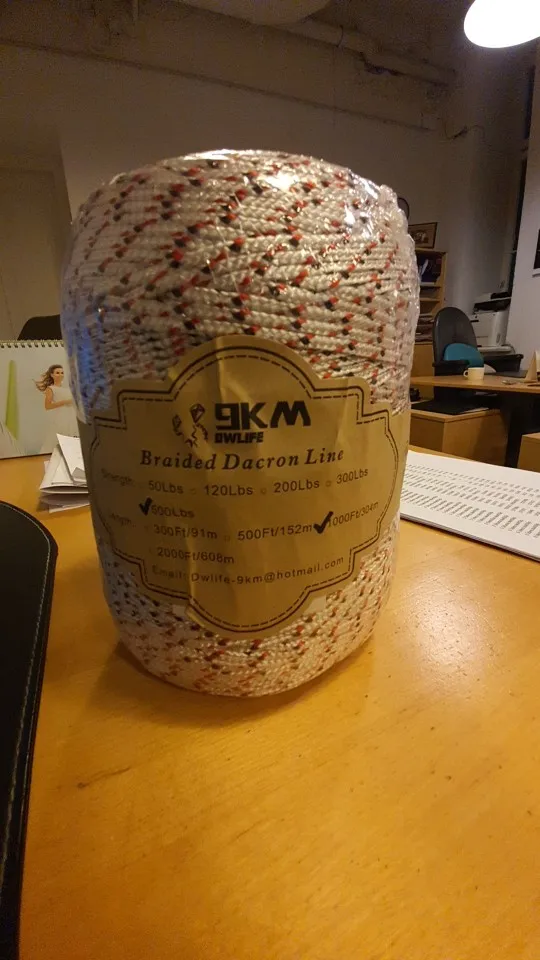 9KM
DWLIFE
Braided Dacron Line
Strength: 50Lbs 120Lbs 200Lbs 300Lbs
600Lbs
Length: 300Ft/91m 500Ft/152m 1000Ft/304m
2000Ft/608m
Email: Dwlife-9km@hotmail.com